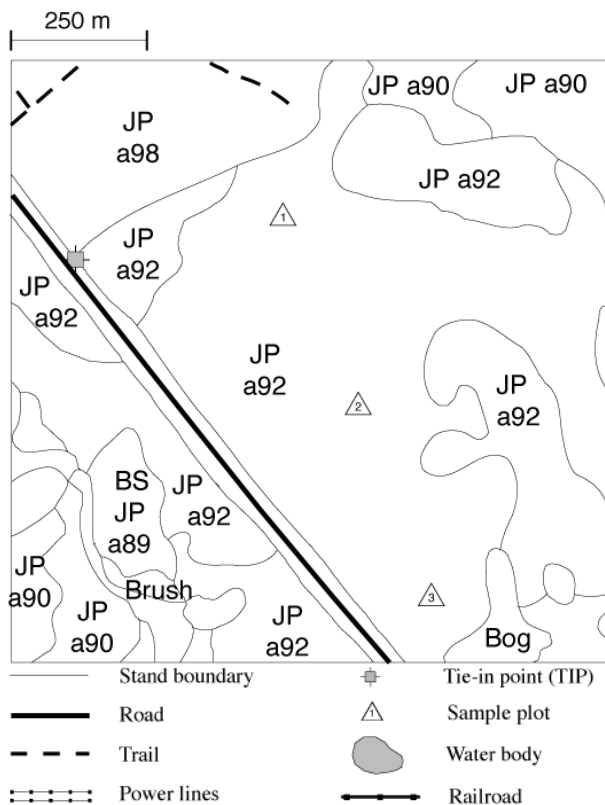 250 m
JP a90
JP a90
JP
a98
JP a92
1
JP
a92
JP
a92
JP
a92
JP
a92
2
BS
JP
a89
JP
a92
JP
a90
Brush
JP
a90
JP
a92
3
Bog
Stand boundary
Tie-in point (TIP)
Road
1
Sample plot
Trail
Water body
Power lines
Railroad